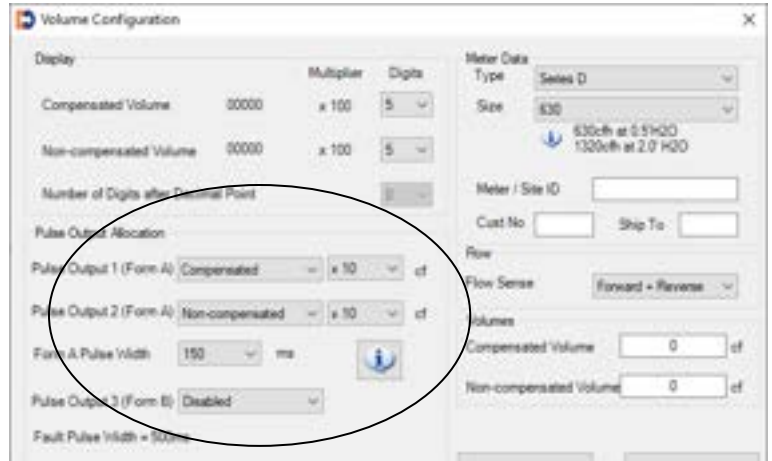 Volume Configuration
Display
Multiplier Digits
Compensated Volume 00000 x 100 5
Non-compensated Volume 00000 x 100 5
Number of Digits after Decimal Point
Pulse Output Allocation
Pulse Output 1 (Form A) Compensated x 10 cf
Pulse Output 2 (Form A) Non-compensated x 10 cf
Form A Pulse Width 150 ms
Pulse Output 3 (Form B) Disabled
Fault Pulse Width = 500ms
Meter Data
Type Series D
Size 630
630cfh at 0.5"H2O
1320cfh at 2.0" H2O
Meter / Site ID
Cust No Ship To
Flow
Flow Sense Forward + Reverse
Volumes
Compensated Volume 0 cf
Non-compensated Volume 0 cf